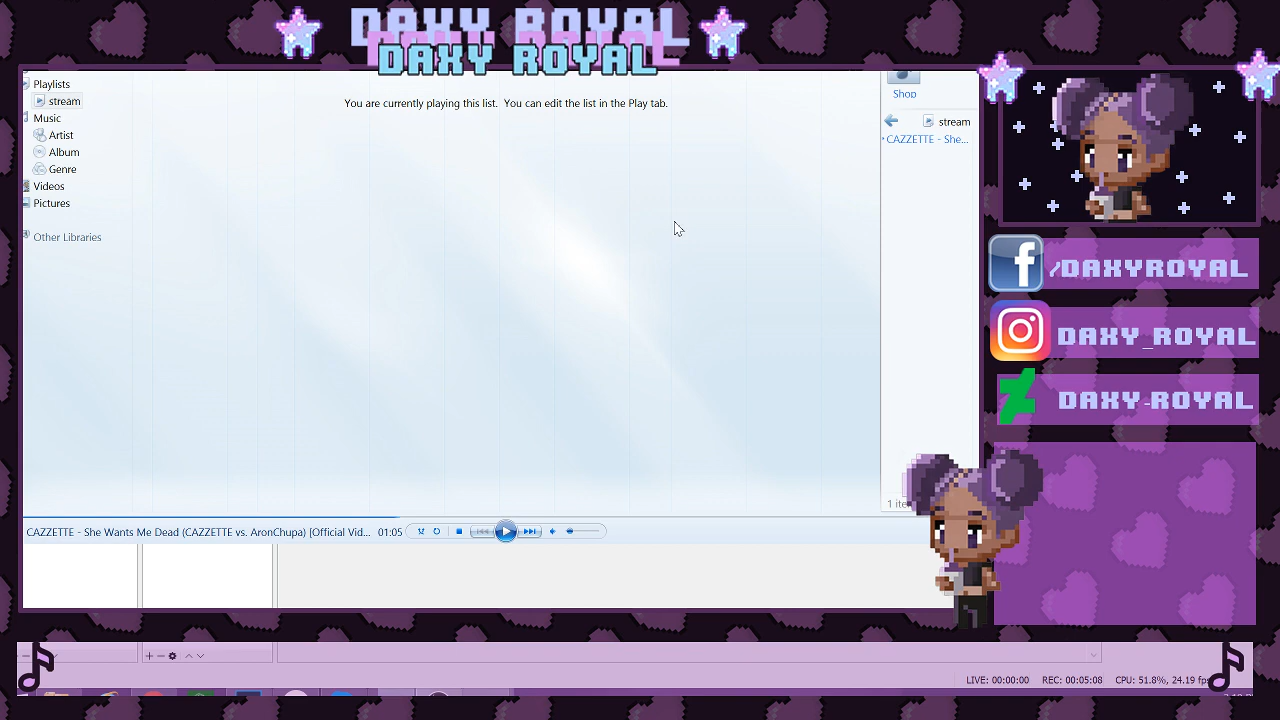 DAXY ROYAL
DAXY ROYAL
Playlists
stream
Music
Artist
Album
Genre
Videos
Pictures
Other Libraries
You are currently playing this list. You can edit the list in the Play tab.
Shop
stream
CAZZETTE - She...
CAZZETTE - She Wants Me Dead (CAZZETTE vs. AronChupa) [Official Vid...
01:05
/DAXYROYAL
DAXY_ROYAL
DAXY-ROYAL
LIVE: 00:00:00
REC: 00:05:08
CPU: 51.8%, 24.19 fps